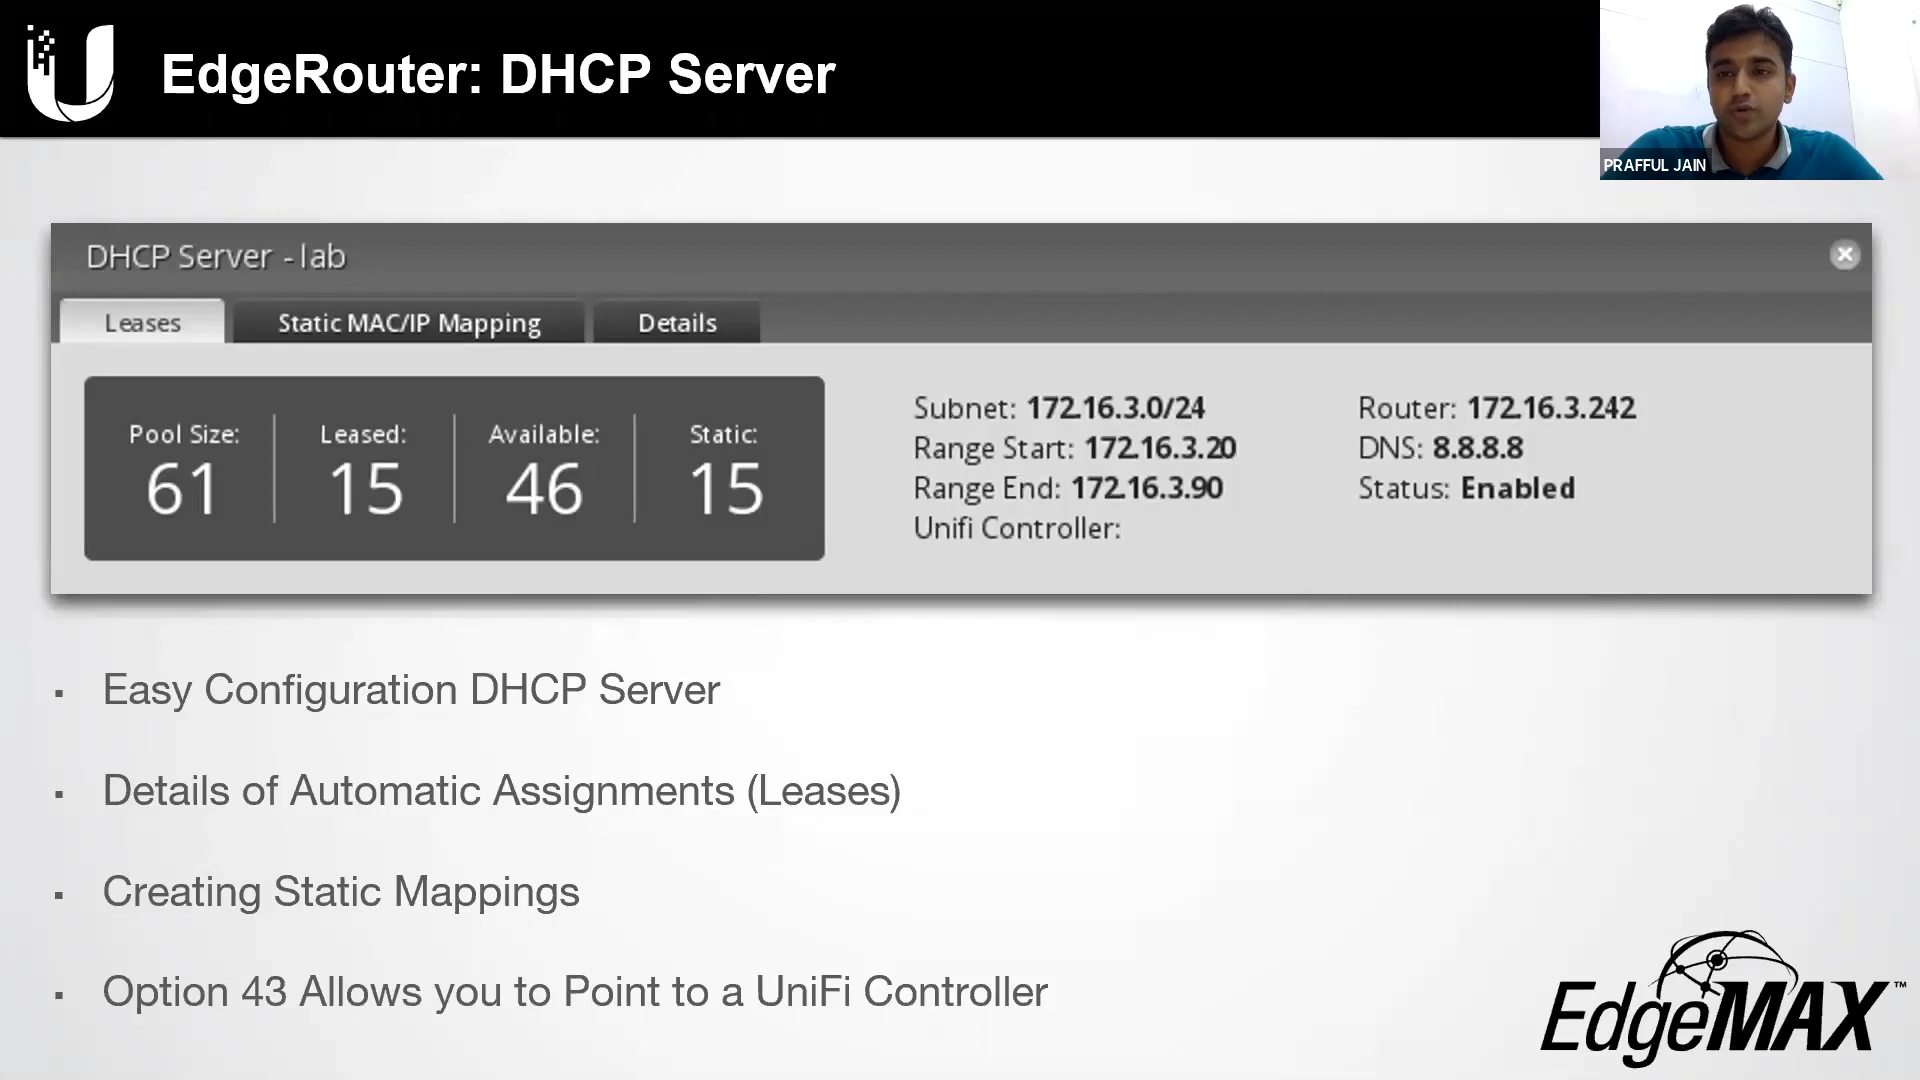 EdgeRouter: DHCP Server
PRAFFUL JAIN
DHCP Server - lab
Leases
Static MAC/IP Mapping
Details
Pool Size:
61
Leased:
15
Available:
46
Static:
15
Subnet: 172.16.3.0/24
Range Start: 172.16.3.20
Range End: 172.16.3.90
Unifi Controller:
Router: 172.16.3.242
DNS: 8.8.8.8
Status: Enabled
▪ Easy Configuration DHCP Server
▪ Details of Automatic Assignments (Leases)
▪ Creating Static Mappings
▪ Option 43 Allows you to Point to a UniFi Controller
EdgeMAX™